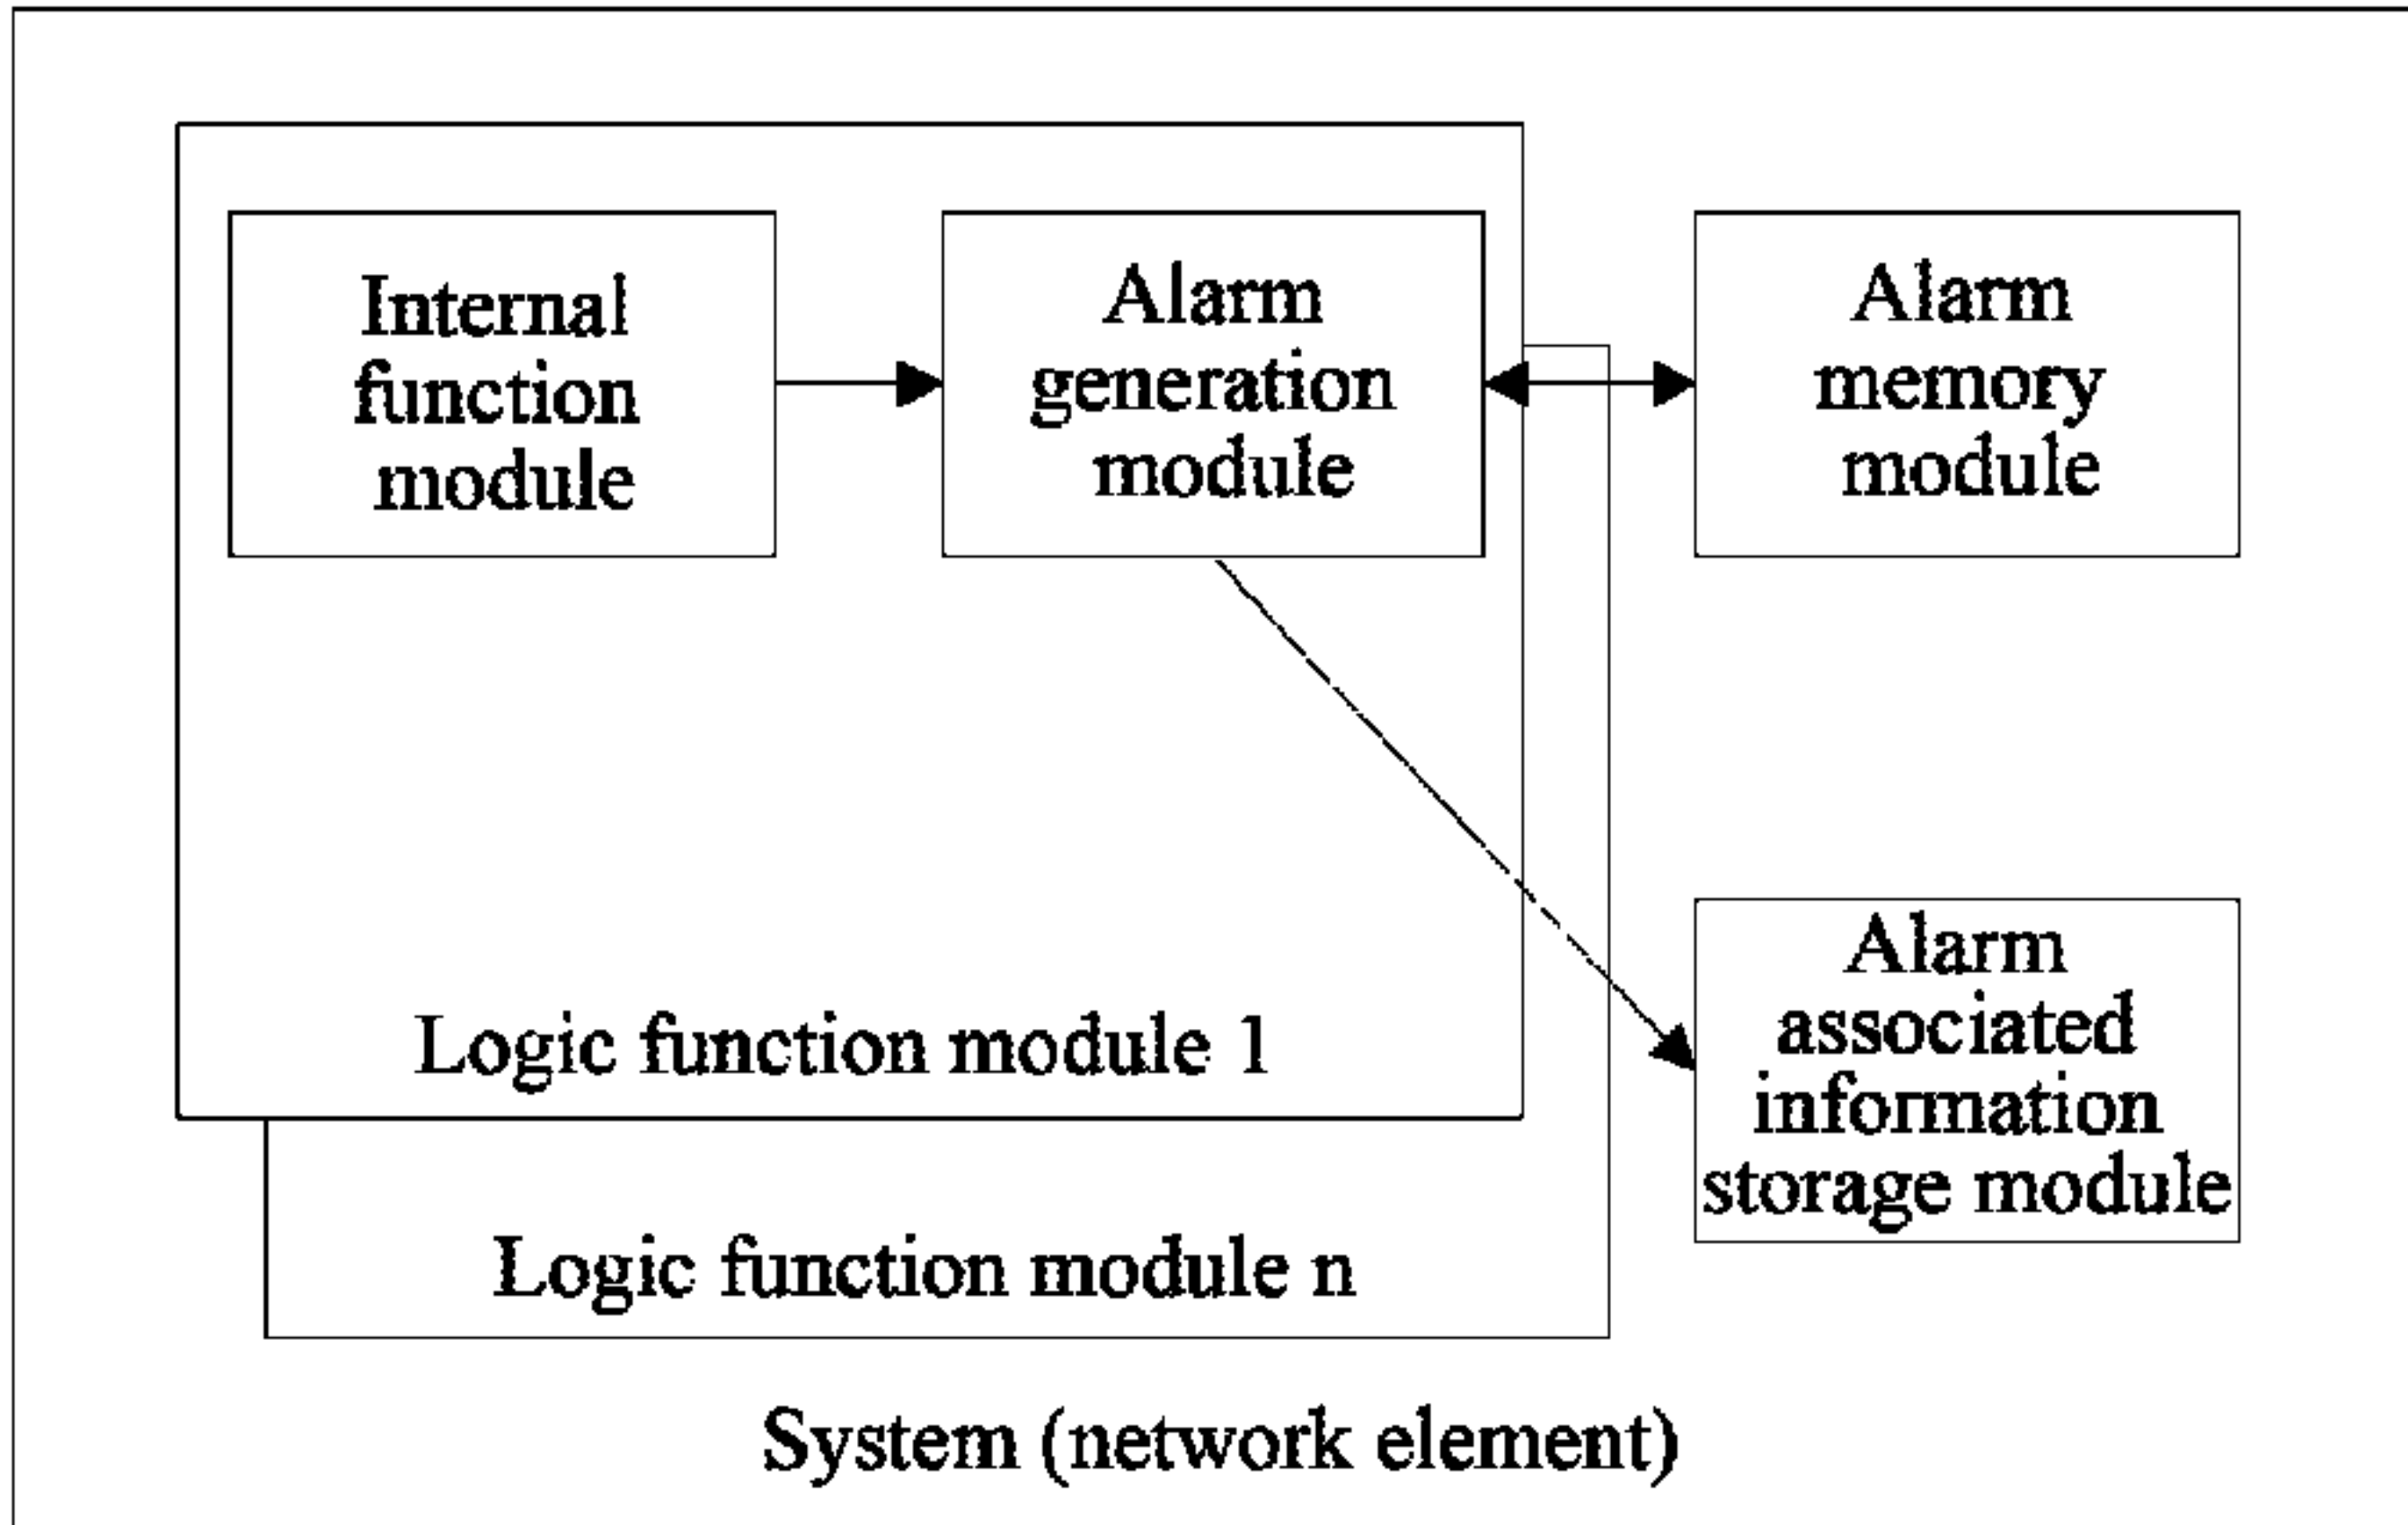 Internal
function
module
Alarm
generation
module
Alarm
memory
module
Alarm
associated
information
storage module
Logic function module 1
Logic function module n
System (network element)